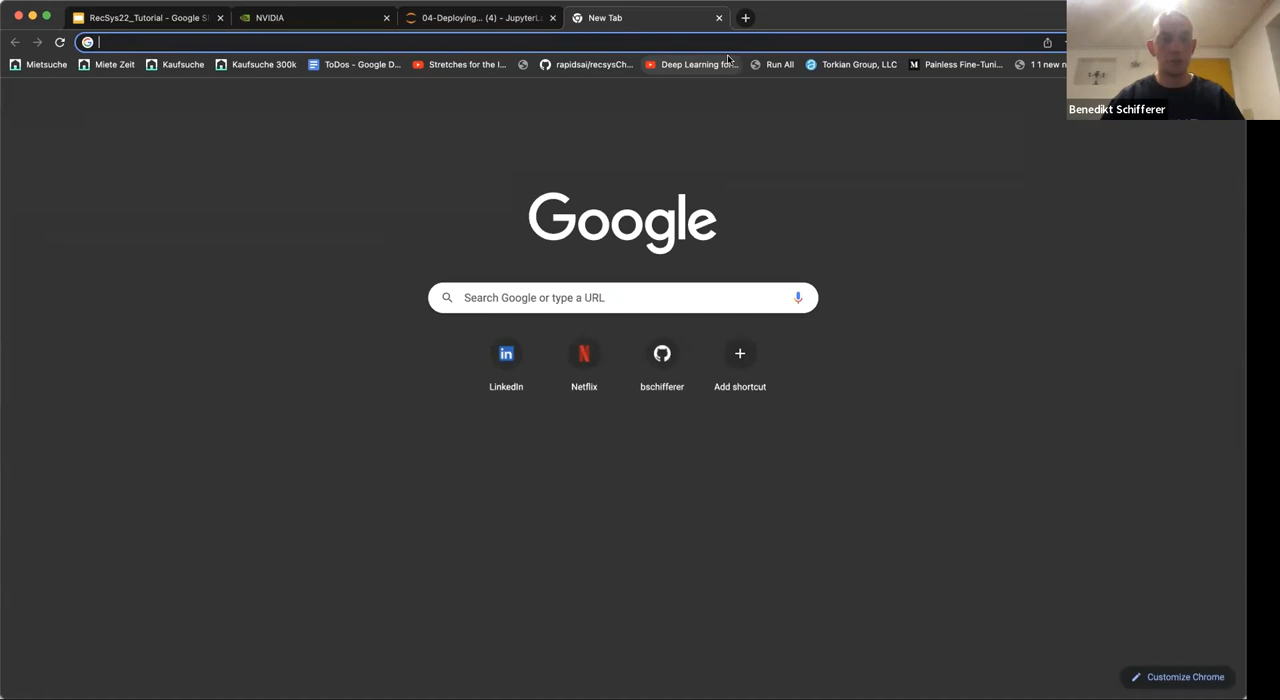 RecSys22_Tutorial - Google Sl
NVIDIA
04-Deploying... (4) - JupyterL
New Tab
Mietsuche
Miete Zeit
Kaufsuche
Kaufsuche 300k
ToDos - Google D...
Stretches for the l...
rapidsai/recsysCh...
Deep Learning for...
Run All
Torkian Group, LLC
Painless Fine-Tuni...
1 1 new n
Benedikt Schifferer
Google
Search Google or type a URL
in
N
LinkedIn
Netflix
bschifferer
Add shortcut
Customize Chrome